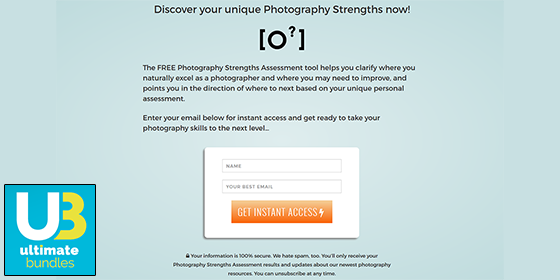 Discover your unique Photography Strengths now!
[O?]
The FREE Photography Strengths Assessment tool helps you clarify where you
naturally excel as a photographer and where you may need to improve, and
points you in the direction of where to next based on your unique personal
assessment.
Enter your email below for instant access and get ready to take your
photography skills to the next level...
NAME
YOUR BEST EMAIL
GET INSTANT ACCESS
Your information is 100% secure. We hate spam, too. You'll only receive your
Photography Strengths Assessment results and updates about our newest photography
resources. You can unsubscribe at any time.
UB
ultimate
bundles